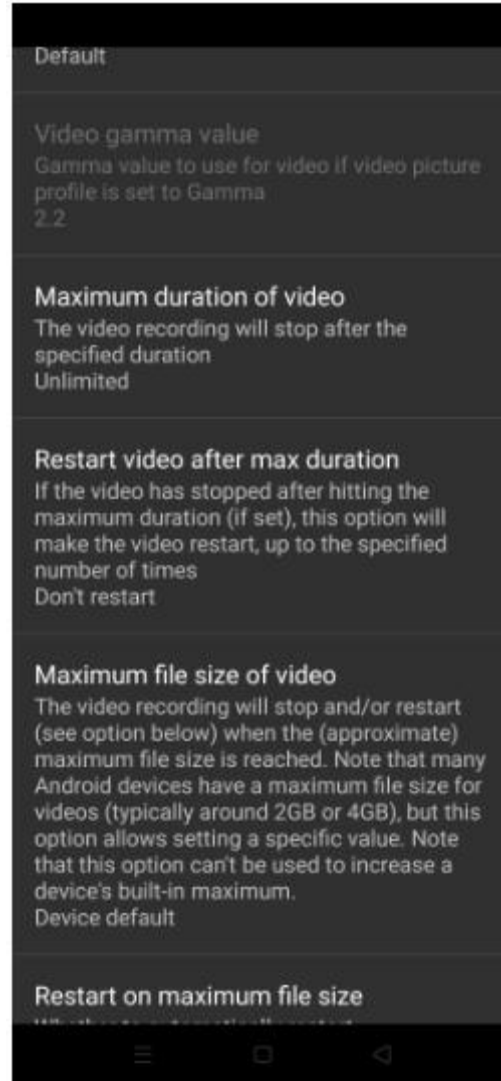 Default
Video gamma value
Gamma value to use for video if video picture
profile is set to Gamma
2.2
Maximum duration of video
The video recording will stop after the
specified duration
Unlimited
Restart video after max duration
If the video has stopped after hitting the
maximum duration (if set), this option will
make the video restart, up to the specified
number of times
Don't restart
Maximum file size of video
The video recording will stop and/or restart
(see option below) when the (approximate)
maximum file size is reached. Note that many
Android devices have a maximum file size for
videos (typically around 2GB or 4GB), but this
option allows setting a specific value. Note
that this option can't be used to increase a
device's built-in maximum.
Device default
Restart on maximum file size